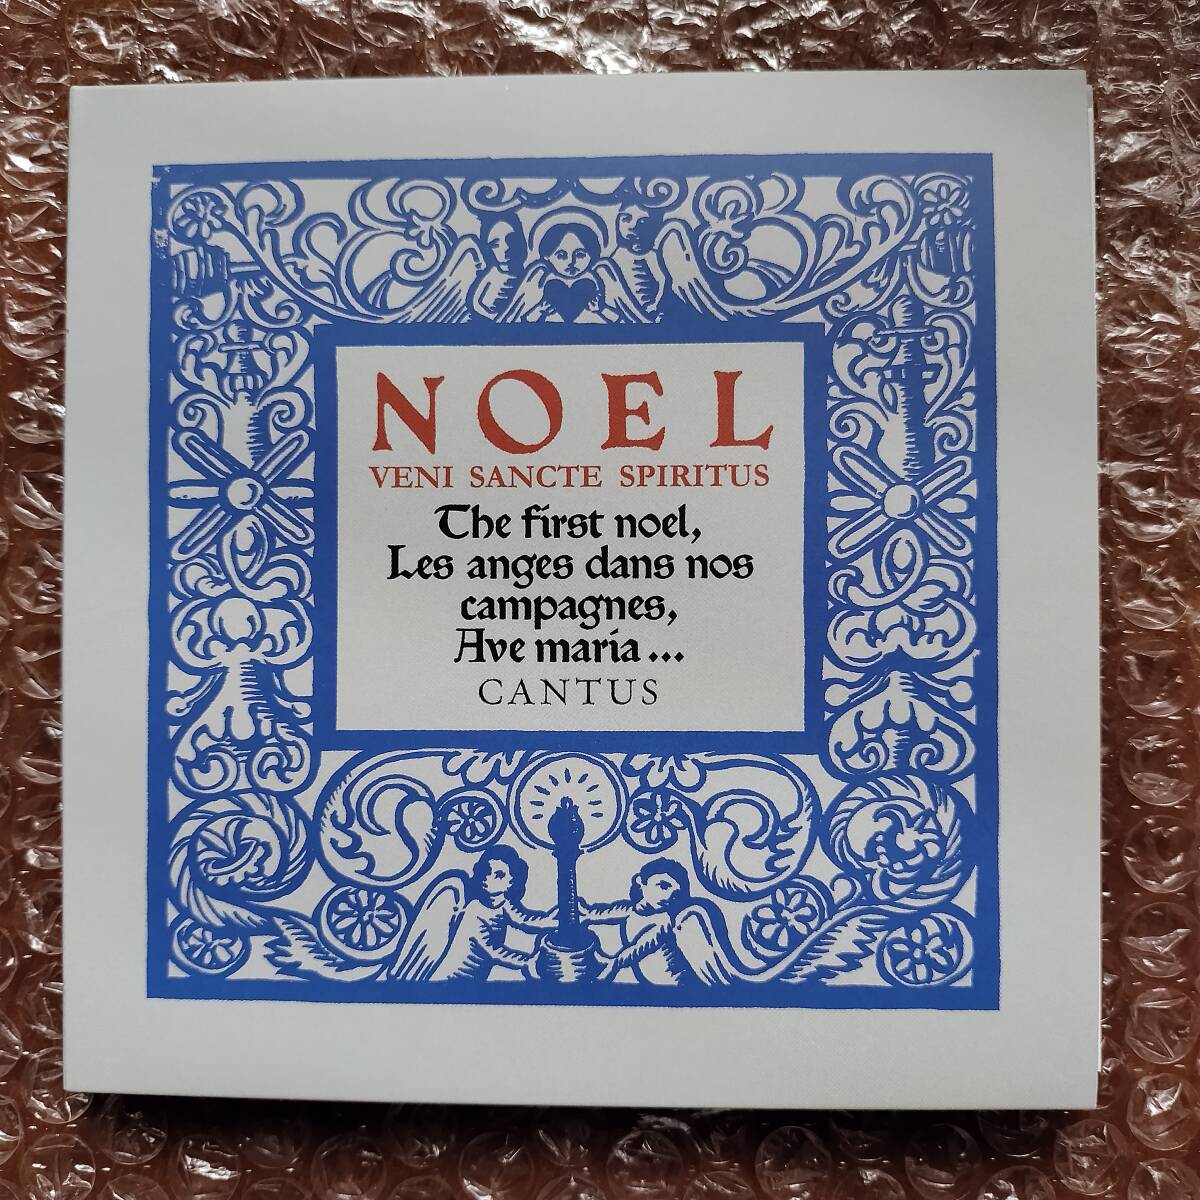 NOEL
VENI SANCTE SPIRITUS
The first noel,
Les anges dans nos
campagnes,
Ave maria...
CANTUS